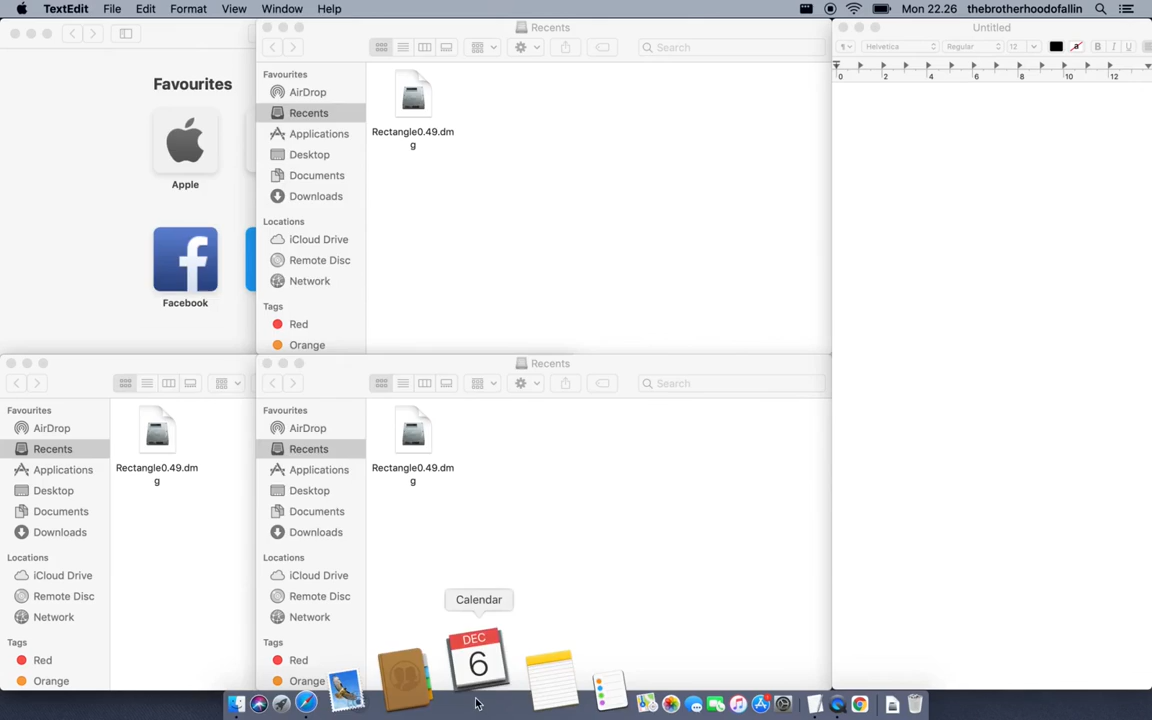 TextEdit File Edit Format View Window Help Mon 22.26 thebrotherhoodofallin
Favourites
Apple
Facebook
Recents
Search
Favourites
AirDrop
Recents
Applications
Desktop
Documents
Downloads
Locations
iCloud Drive
Remote Disc
Network
Tags
Red
Orange
Rectangle0.49.dm
g
Untitled
Helvetica Regular 12 B I U
0 2 4 6 8 10 12
Favourites
AirDrop
Recents
Applications
Desktop
Documents
Downloads
Locations
iCloud Drive
Remote Disc
Network
Tags
Red
Orange
Rectangle0.49.dm
g
Recents
Search
Favourites
AirDrop
Recents
Applications
Desktop
Documents
Downloads
Locations
iCloud Drive
Remote Disc
Network
Tags
Red
Orange
Rectangle0.49.dm
g
Calendar
DEC
6